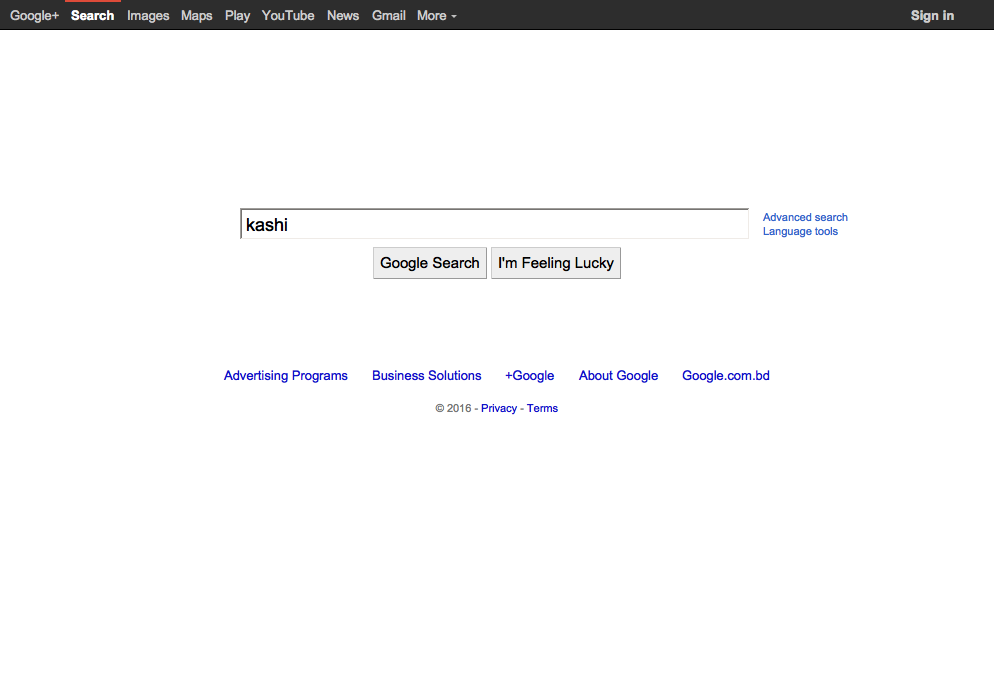 Google+ Search Images Maps Play YouTube News Gmail More Sign in
kashi
Advanced search
Language tools
Google Search I'm Feeling Lucky
Advertising Programs Business Solutions +Google About Google Google.com.bd
© 2016 - Privacy - Terms